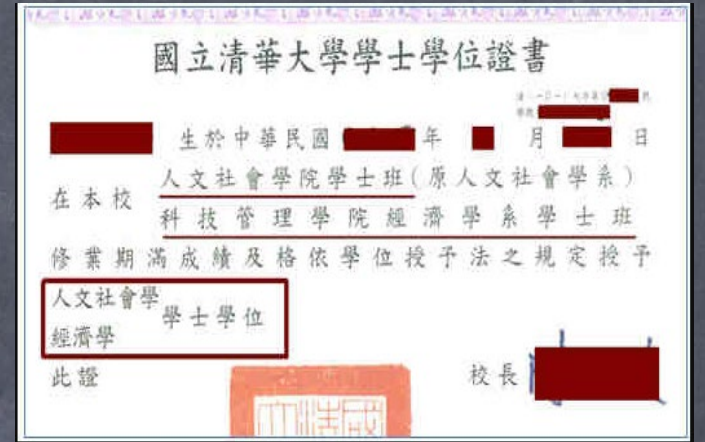 國立清華大學學士學位證書
生於中華民國 年 月 日
在本校
人文社會學院學士班(原人文社會學系)
科技管理學院經濟學系學士班
修業期滿成績及格依學位授予法之規定授予
人文社會學
經濟學
學士學位
此證
校長